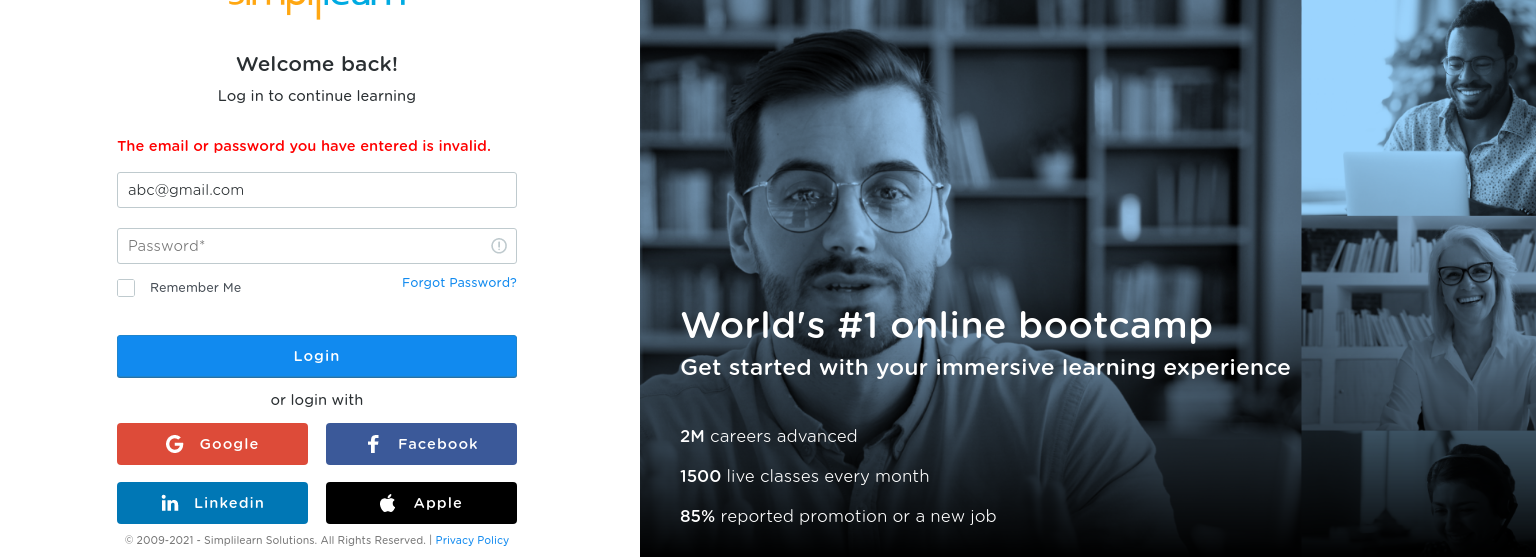 simplilearn
Welcome back!
Log in to continue learning
The email or password you have entered is invalid.
abc@gmail.com
Password*
Remember Me
Forgot Password?
Login
or login with
Google
Facebook
Linkedin
Apple
© 2009-2021 - Simplilearn Solutions. All Rights Reserved. | Privacy Policy
World's #1 online bootcamp
Get started with your immersive learning experience
2M careers advanced
1500 live classes every month
85% reported promotion or a new job